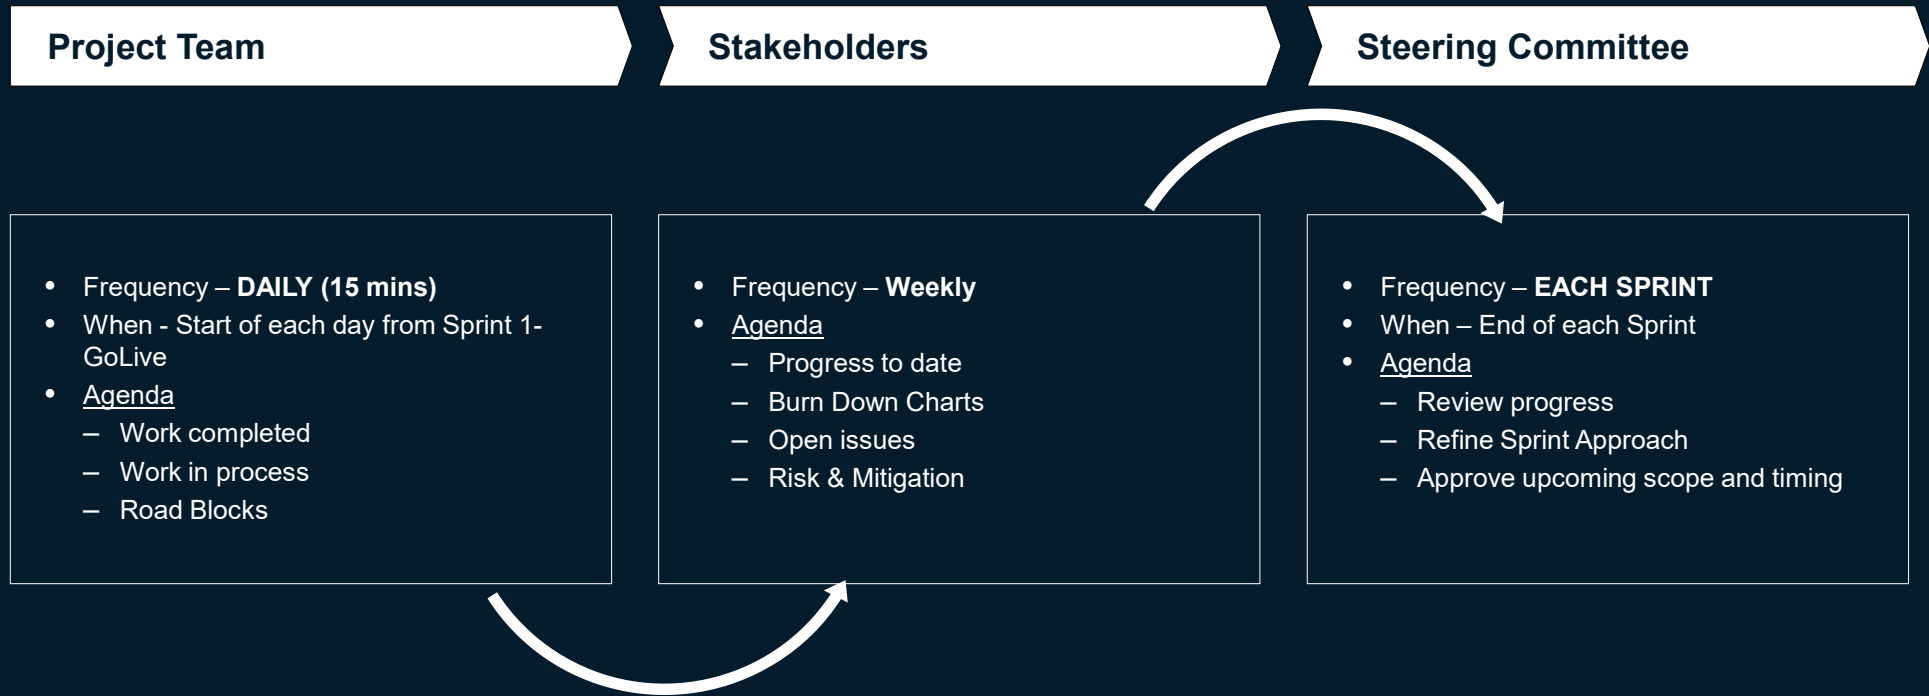 Project Team
Stakeholders
Steering Committee
• Frequency – DAILY (15 mins)
• When - Start of each day from Sprint 1-
GoLive
• Agenda
– Work completed
– Work in process
– Road Blocks
• Frequency – Weekly
• Agenda
– Progress to date
– Burn Down Charts
– Open issues
– Risk & Mitigation
• Frequency – EACH SPRINT
• When – End of each Sprint
• Agenda
– Review progress
– Refine Sprint Approach
– Approve upcoming scope and timing